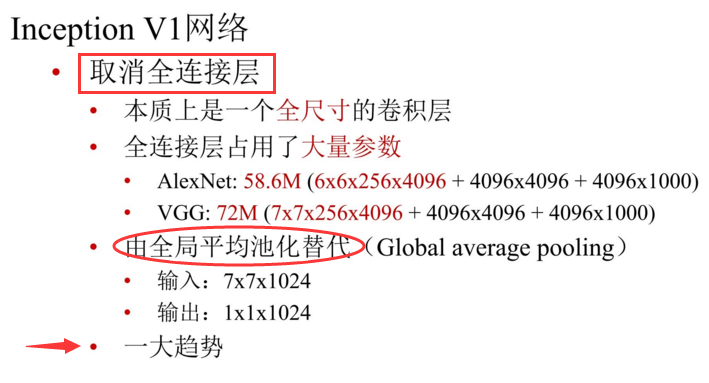 Inception V1网络
• 取消全连接层
• 本质上是一个全尺寸的卷积层
• 全连接层占用了大量参数
• AlexNet: 58.6M (6x6x256x4096 + 4096x4096 + 4096x1000)
• VGG: 72M (7x7x256x4096 + 4096x4096 + 4096x1000)
• 由全局平均池化替代（Global average pooling）
• 输入：7x7x1024
• 输出：1x1x1024
• 一大趋势